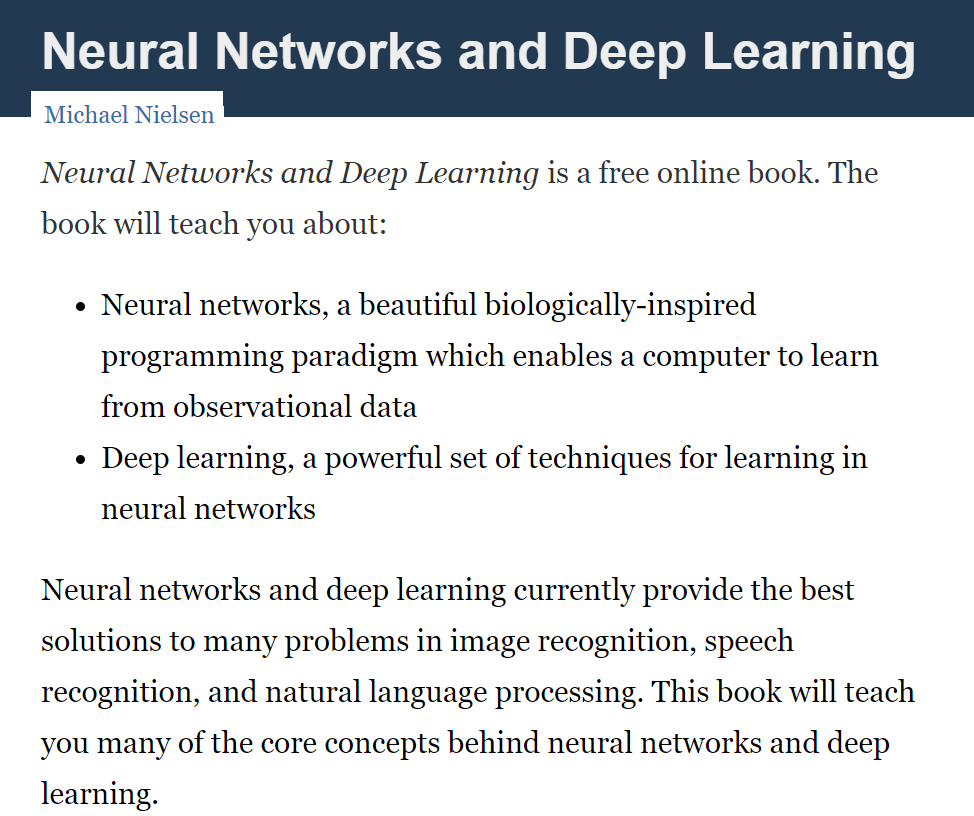 Neural Networks and Deep Learning
Michael Nielsen
Neural Networks and Deep Learning is a free online book. The
book will teach you about:
• Neural networks, a beautiful biologically-inspired
programming paradigm which enables a computer to learn
from observational data
• Deep learning, a powerful set of techniques for learning in
neural networks
Neural networks and deep learning currently provide the best
solutions to many problems in image recognition, speech
recognition, and natural language processing. This book will teach
you many of the core concepts behind neural networks and deep
learning.